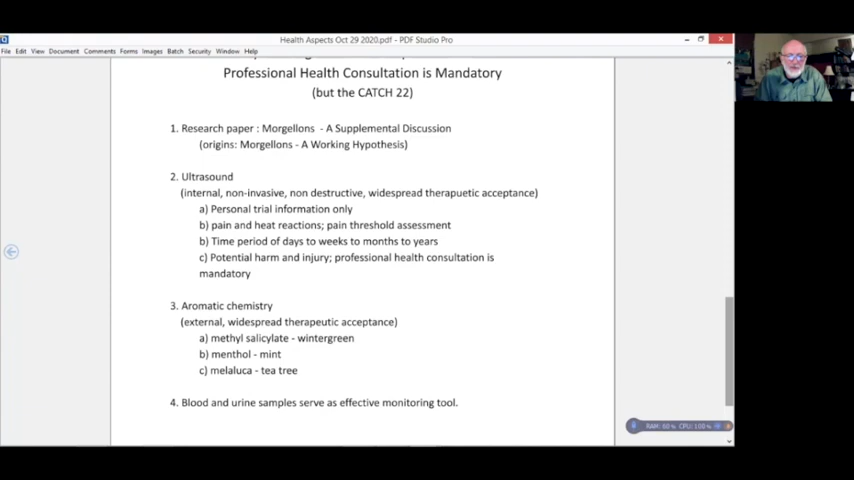 Health Aspects Oct 29 2020.pdf - PDF Studio Pro
File Edit View Document Comments Forms Images Batch Security Window Help
Professional Health Consultation is Mandatory
(but the CATCH 22)
1. Research paper : Morgellons - A Supplemental Discussion
(origins: Morgellons - A Working Hypothesis)
2. Ultrasound
(internal, non-invasive, non destructive, widespread therapuetic acceptance)
a) Personal trial information only
b) pain and heat reactions; pain threshold assessment
b) Time period of days to weeks to months to years
c) Potential harm and injury; professional health consultation is
mandatory
3. Aromatic chemistry
(external, widespread therapeutic acceptance)
a) methyl salicylate - wintergreen
b) menthol - mint
c) melaluca - tea tree
4. Blood and urine samples serve as effective monitoring tool.
RAM: 60% CPU: 100%